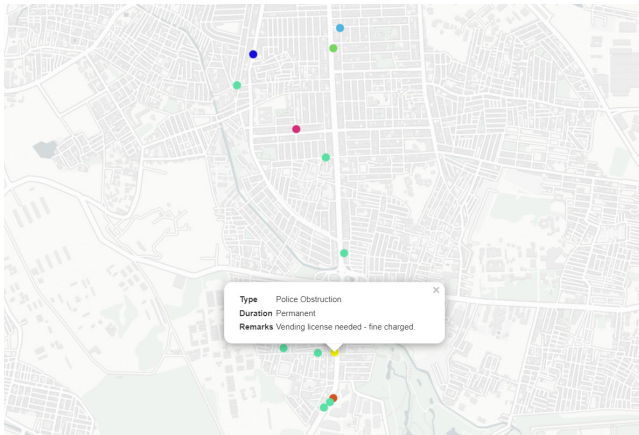 Type Police Obstruction
Duration Permanent
Remarks Vending license needed - fine charged.